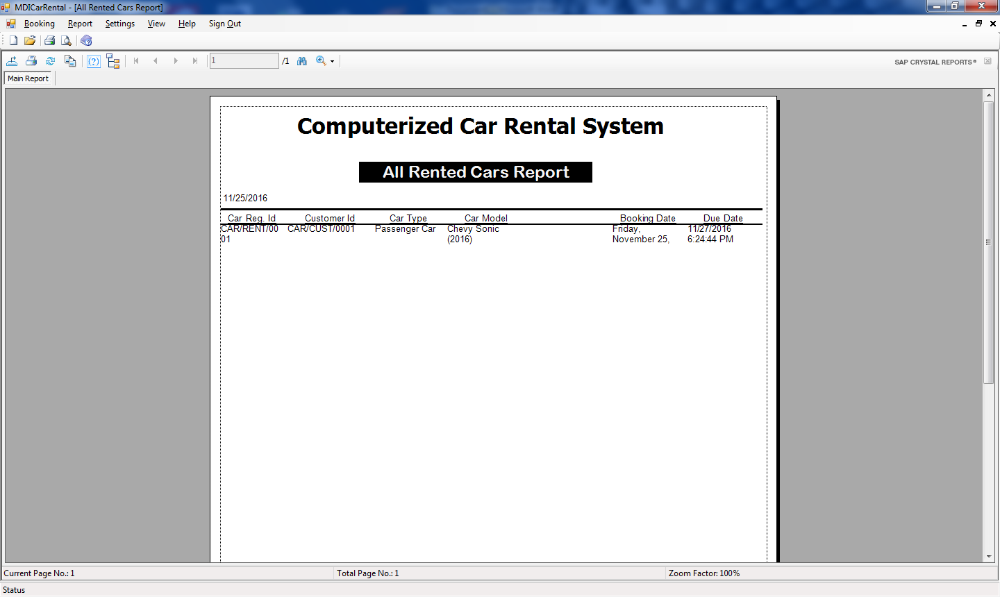 MDICarRental - [All Rented Cars Report]
Booking Report Settings View Help Sign Out
1 /1
SAP CRYSTAL REPORTS®
Main Report
Computerized Car Rental System
All Rented Cars Report
11/25/2016
Car Reg. Id Customer Id Car Type Car Model Booking Date Due Date
CAR/RENT/00 CAR/CUST/0001 Passenger Car Chevy Sonic Friday, 11/27/2016
01 (2016) November 25, 6:24:44 PM
Current Page No.: 1 Total Page No.: 1 Zoom Factor: 100%
Status